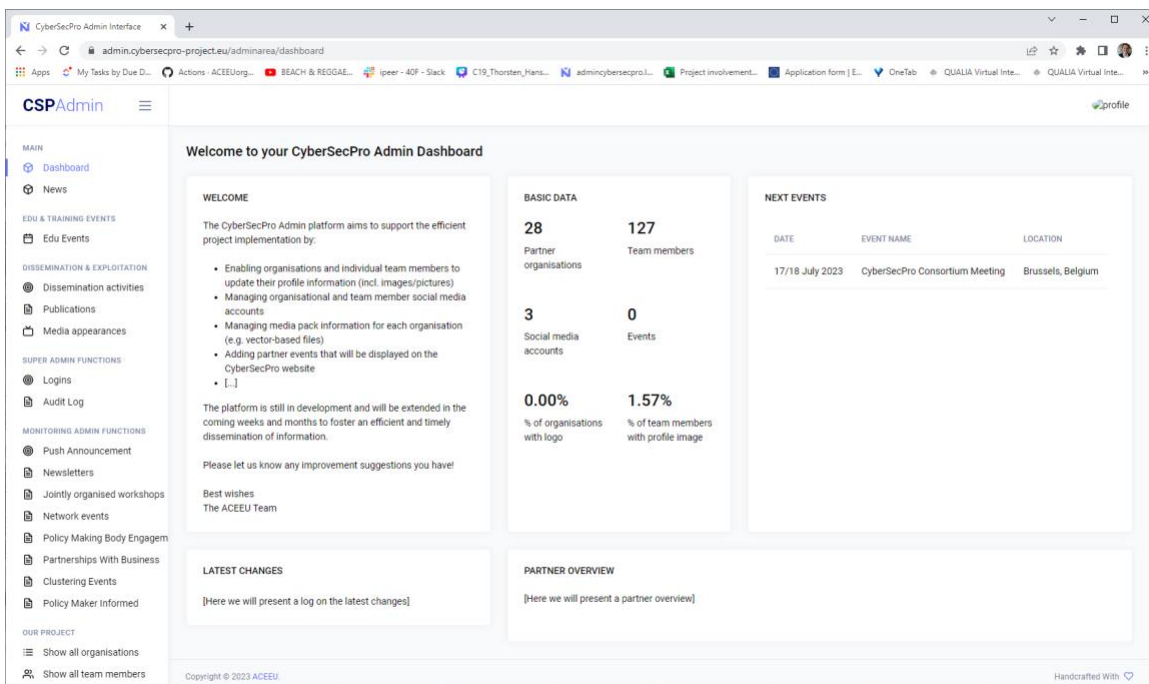 CyberSecPro Admin Interface
admin.cybersecpro-project.eu/adminarea/dashboard
Apps My Tasks by Due D... Actions · ACEEUorg... BEACH & REGGAE... ipeer - 40F - Slack C19_Thorsten_Hans... admincybersecpro.l... Project involvement... Application form | E... OneTab QUALIA Virtual Inte... QUALIA Virtual Inte...
CSPAdmin
profile
MAIN
Dashboard
News
EDU & TRAINING EVENTS
Edu Events
DISSEMINATION & EXPLOITATION
Dissemination activities
Publications
Media appearances
SUPER ADMIN FUNCTIONS
Logins
Audit Log
MONITORING ADMIN FUNCTIONS
Push Announcement
Newsletters
Jointly organised workshops
Network events
Policy Making Body Engagem
Partnerships With Business
Clustering Events
Policy Maker Informed
OUR PROJECT
Show all organisations
Show all team members
Welcome to your CyberSecPro Admin Dashboard
WELCOME
The CyberSecPro Admin platform aims to support the efficient
project implementation by:
• Enabling organisations and individual team members to
update their profile information (incl. images/pictures)
• Managing organisational and team member social media
accounts
• Managing media pack information for each organisation
(e.g. vector-based files)
• Adding partner events that will be displayed on the
CyberSecPro website
• [...]
The platform is still in development and will be extended in the
coming weeks and months to foster an efficient and timely
dissemination of information.
Please let us know any improvement suggestions you have!
Best wishes
The ACEEU Team
BASIC DATA
28
Partner
organisations
127
Team members
3
Social media
accounts
0
Events
0.00%
% of organisations
with logo
1.57%
% of team members
with profile image
NEXT EVENTS
DATE EVENT NAME LOCATION
17/18 July 2023 CyberSecPro Consortium Meeting Brussels, Belgium
LATEST CHANGES
[Here we will present a log on the latest changes]
PARTNER OVERVIEW
[Here we will present a partner overview]
Copyright © 2023 ACEEU.
Handcrafted With